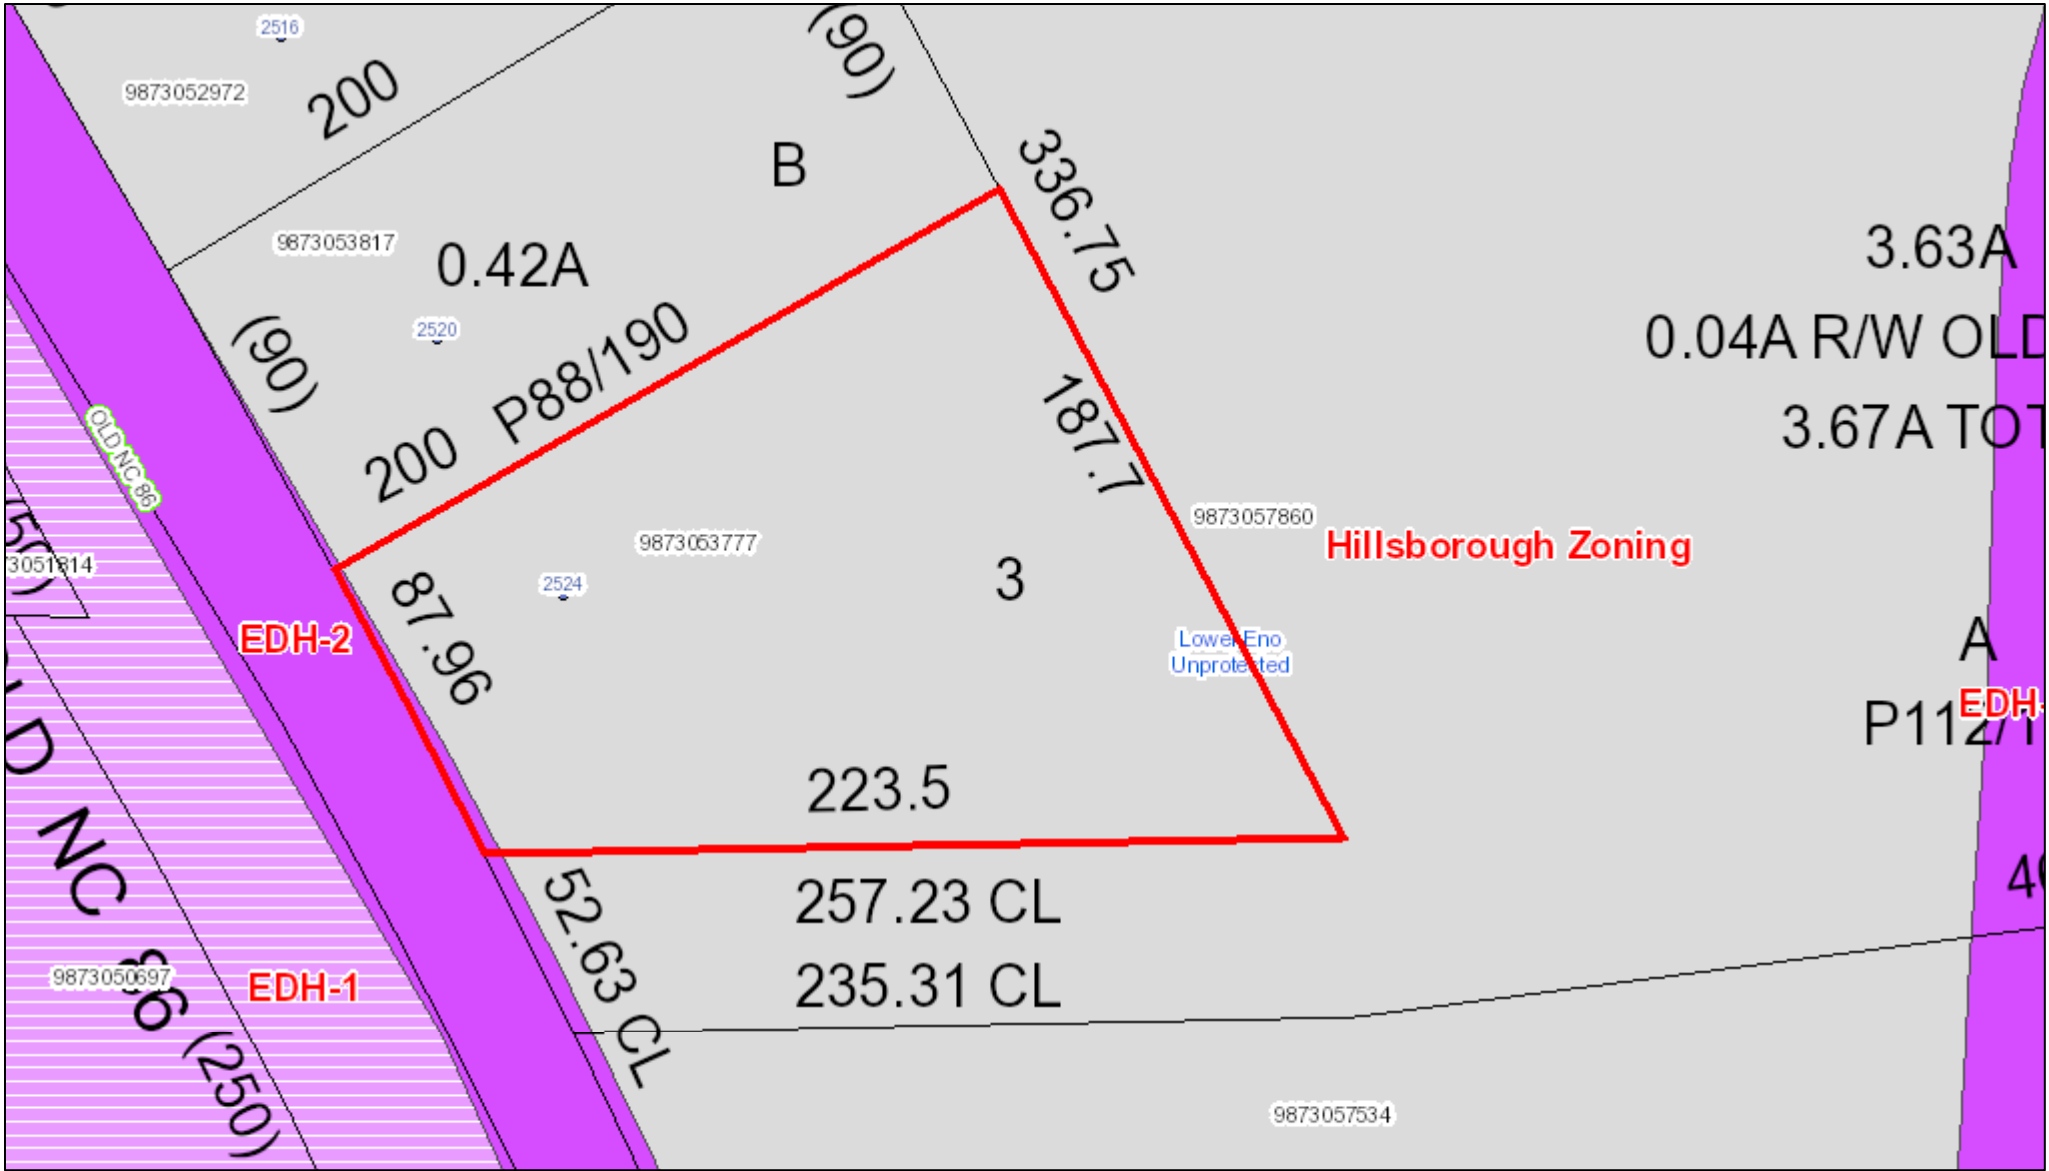 2516
9873052972
200
(90)
B
336.75
9873053817
0.42A
3.63A
2520
P88/190
(90)
0.04A R/W OLD
200
187.7
3.67A TOT
OLD NC 86
9873053777
9873057860
Hillsborough Zoning
50)
73051814
2524
3
87.96
EDH-2
Lower Eno
Unprotected
A
EDH-
P112/1
223.5
NC 86 (250)
52.63 CL
257.23 CL
40
9873050697
EDH-1
235.31 CL
9873057534